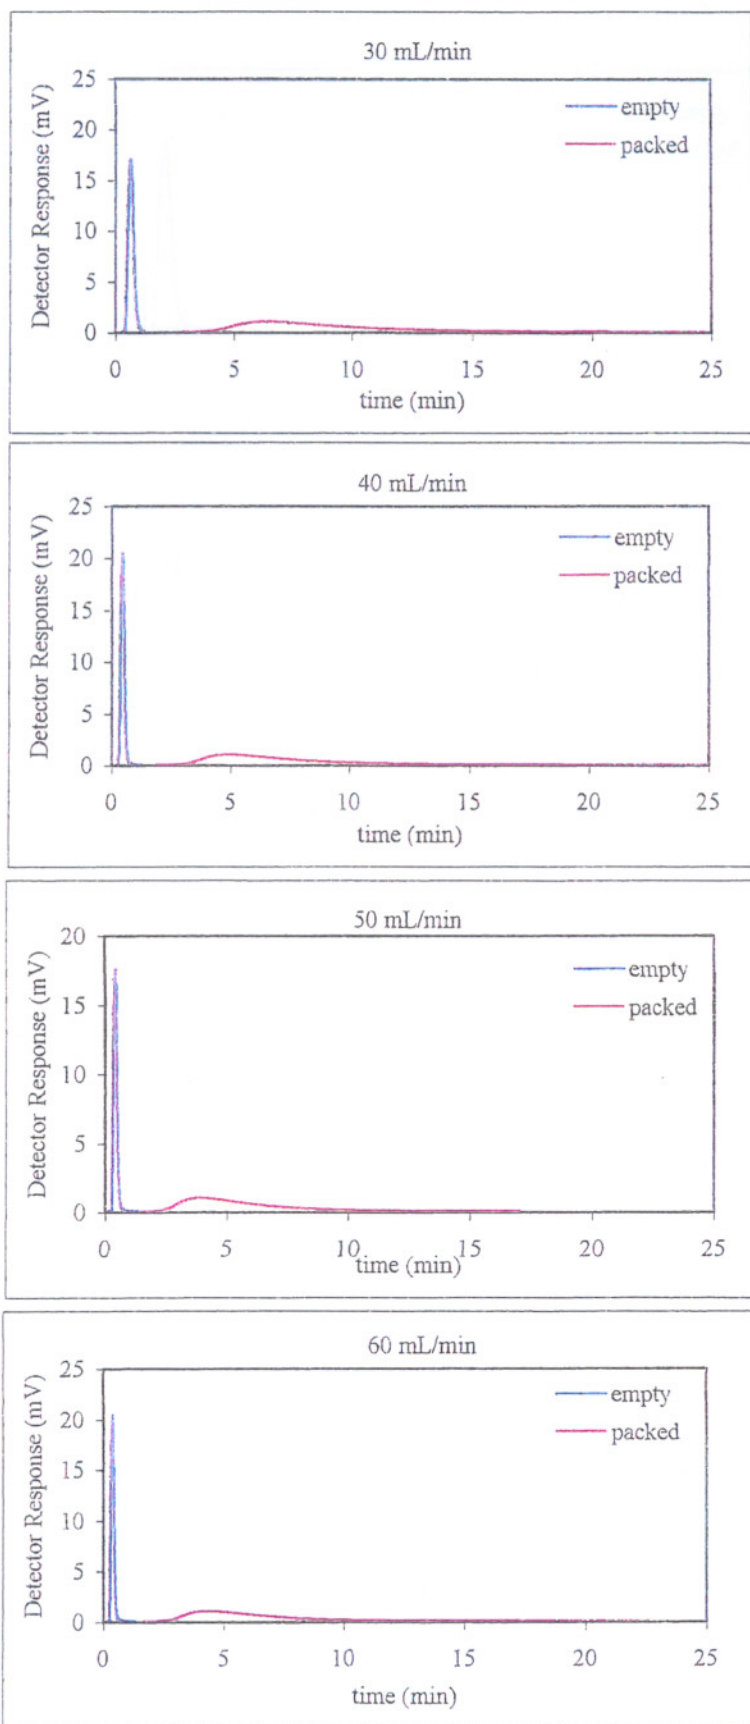 30 mL/min
Detector Response (mV)
25
20
15
10
5
0
empty
packed
0 5 10 15 20 25
time (min)
40 mL/min
Detector Response (mV)
25
20
15
10
5
0
empty
packed
0 5 10 15 20 25
time (min)
50 mL/min
Detector Response (mV)
20
15
10
5
0
empty
packed
0 5 10 15 20 25
time (min)
60 mL/min
Detector Response (mV)
25
20
15
10
5
0
empty
packed
0 5 10 15 20 25
time (min)